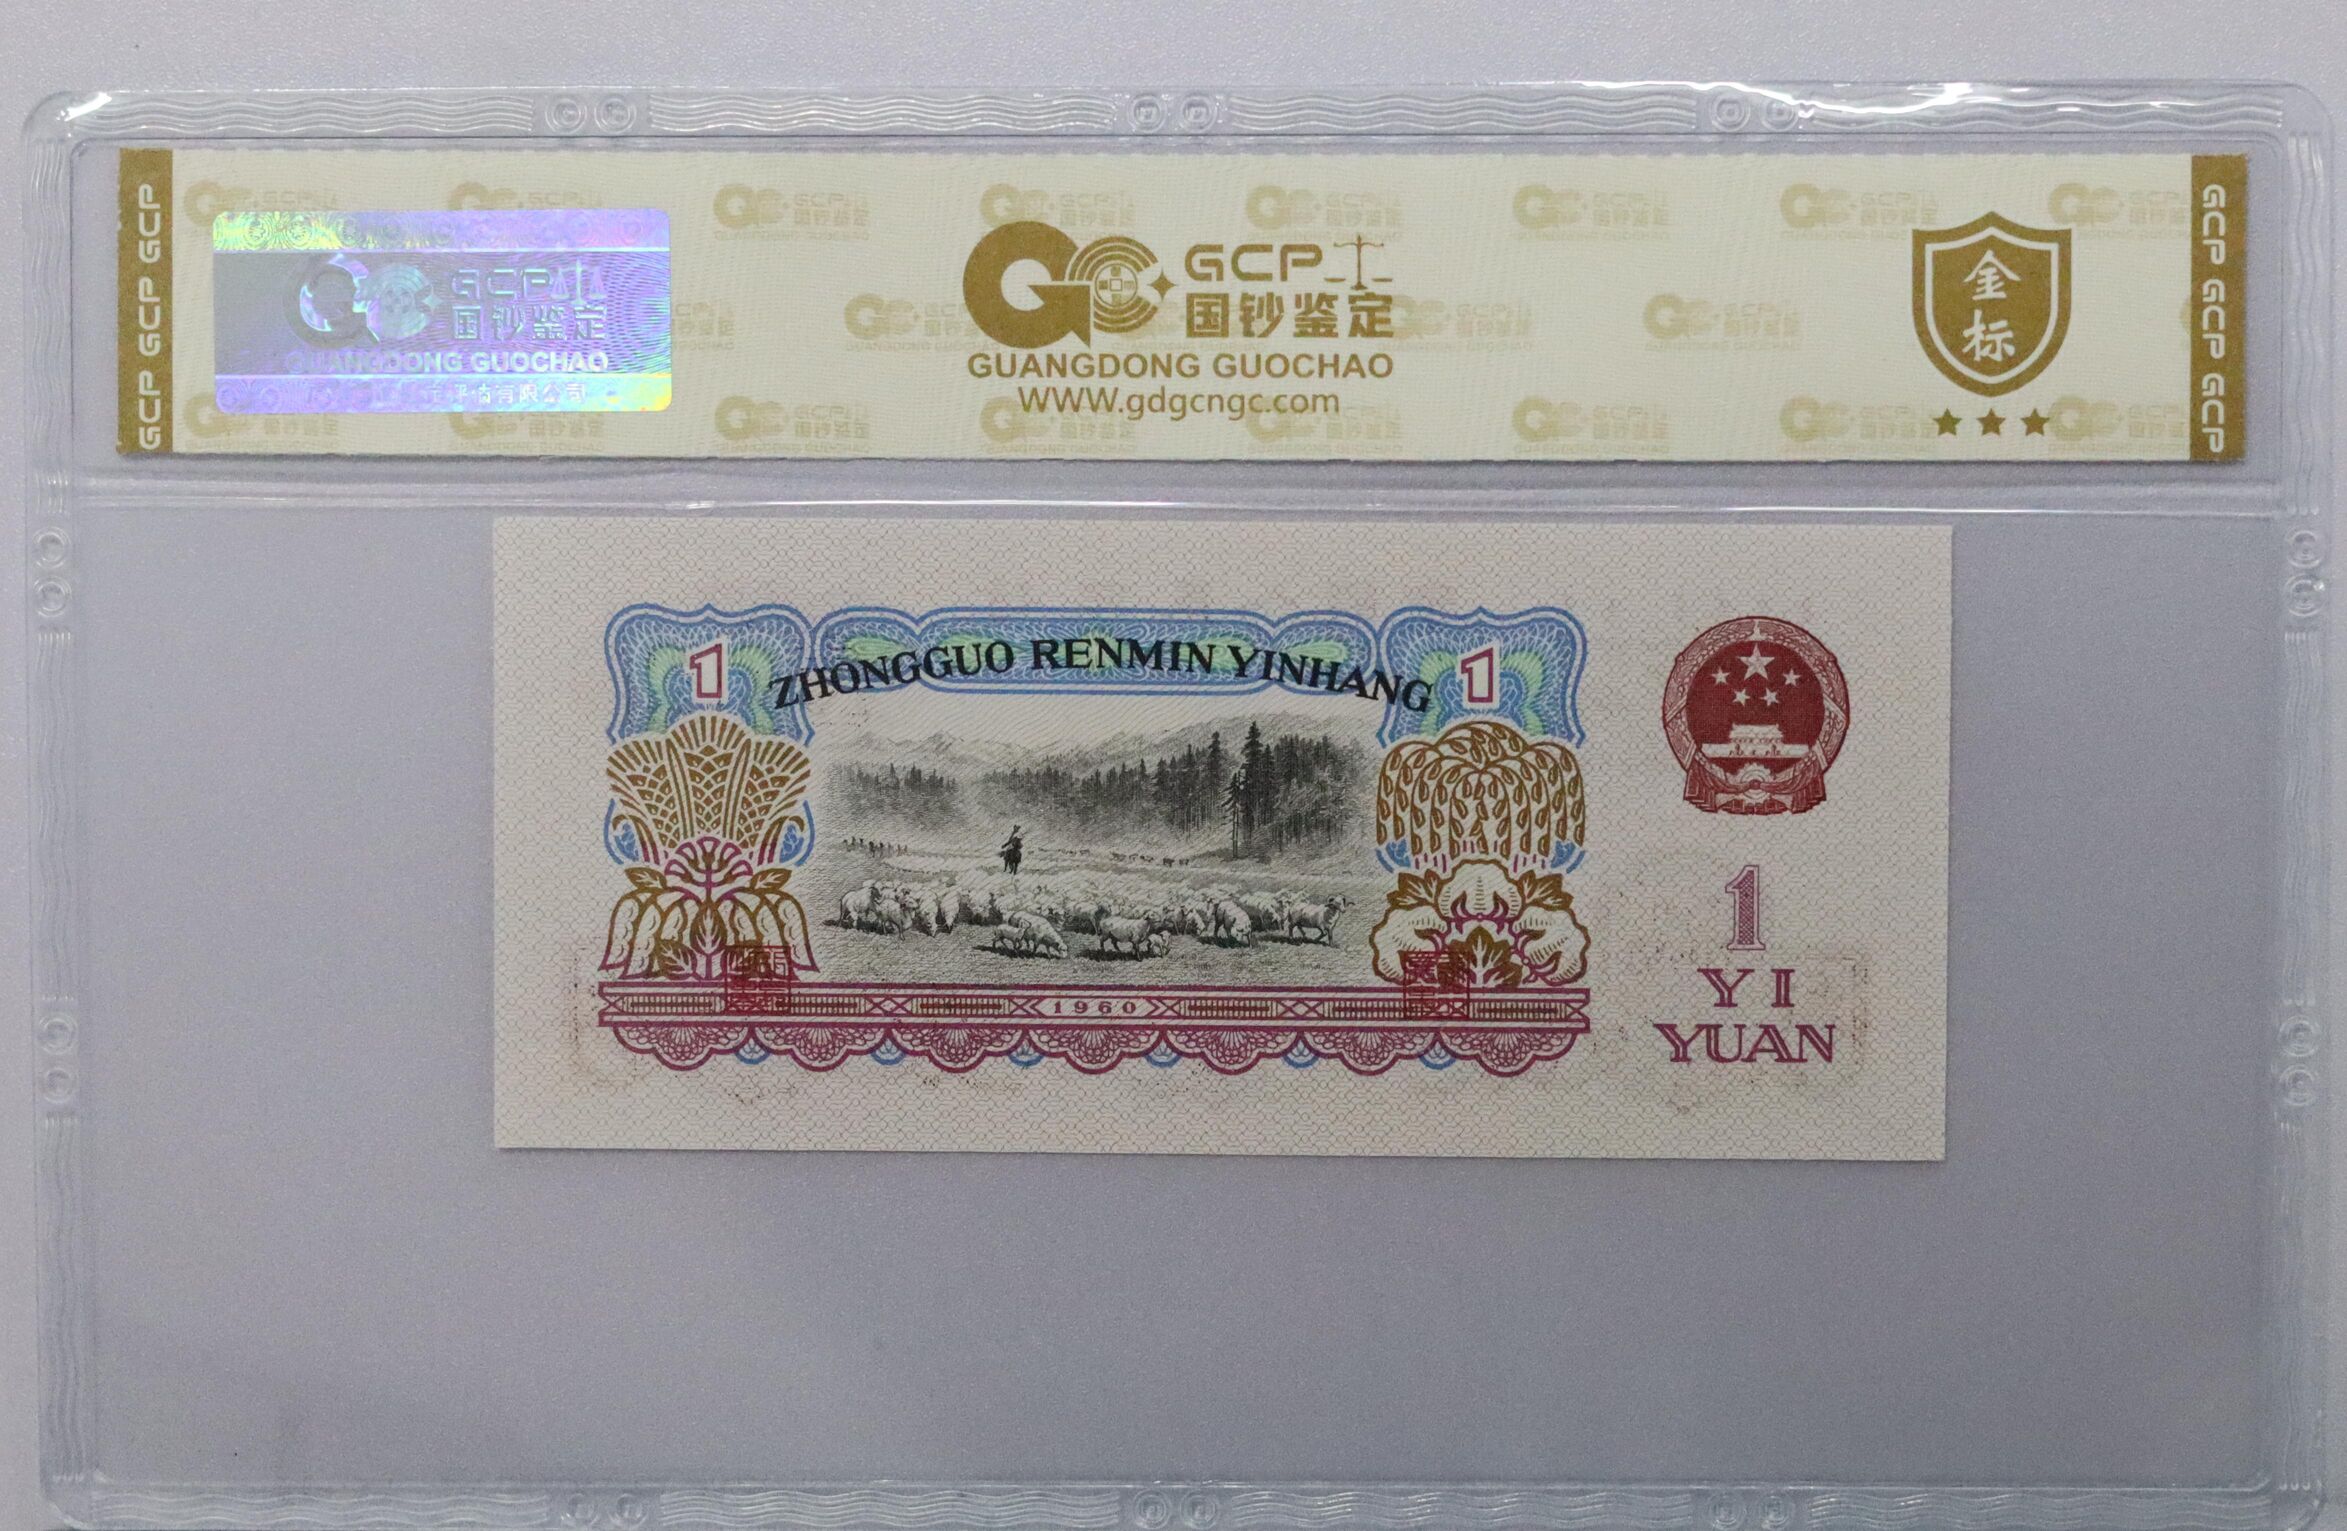 GCP GCP GCP
GCP
国钞鉴定
GUANGDONG GUOCHAO
GCP
国钞鉴定
GUANGDONG GUOCHAO
www.gdgcngc.com
金标
GCP GCP GCP
1
ZHONGGUO RENMIN YINHANG
1
1960
1
YI
YUAN